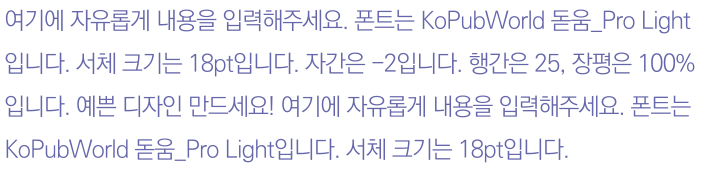 여기에 자유롭게 내용을 입력해주세요. 폰트는 KoPubWorld 돋움_Pro Light
입니다. 서체 크기는 18pt입니다. 자간은 -2입니다. 행간은 25, 장평은 100%
입니다. 예쁜 디자인 만드세요! 여기에 자유롭게 내용을 입력해주세요. 폰트는
KoPubWorld 돋움_Pro Light입니다. 서체 크기는 18pt입니다.